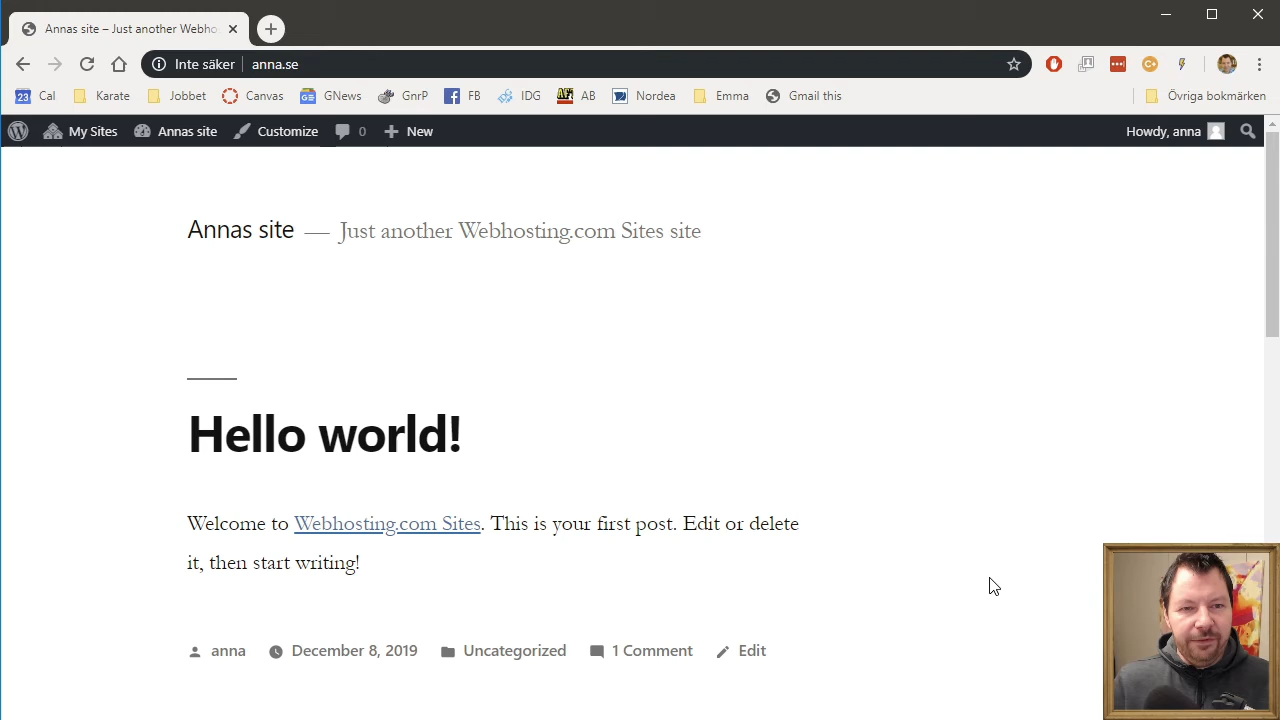 Annas site – Just another Webho
Inte säker anna.se
23 Cal Karate Jobbet Canvas GNews GnrP FB IDG AB Nordea Emma Gmail this Övriga bokmärken
My Sites Annas site Customize 0 New Howdy, anna
Annas site — Just another Webhosting.com Sites site
Hello world!
Welcome to Webhosting.com Sites. This is your first post. Edit or delete
it, then start writing!
anna December 8, 2019 Uncategorized 1 Comment Edit